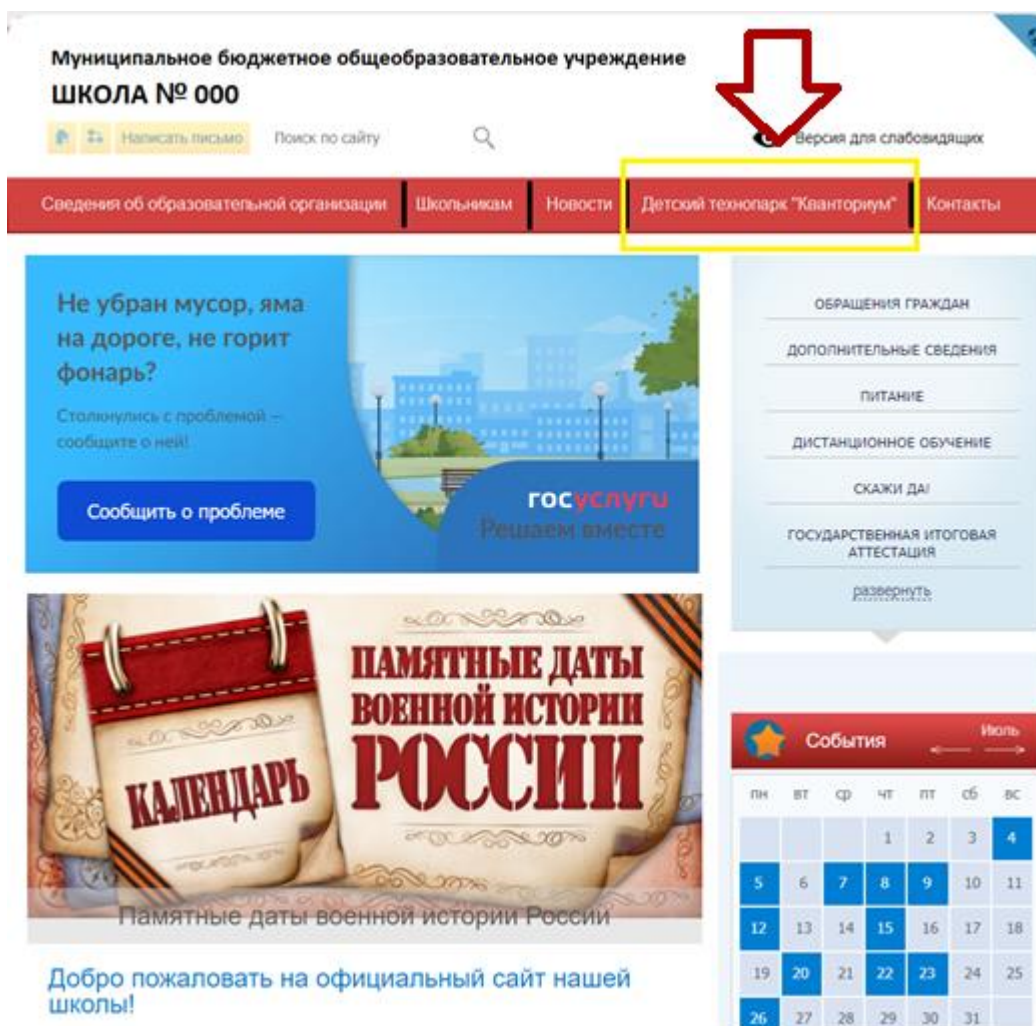 Муниципальное бюджетное общеобразовательное учреждение
ШКОЛА № 000
Написать письмо Поиск по сайту Версия для слабовидящих
Сведения об образовательной организации Школьникам Новости Детский технопарк "Кванториум" Контакты
Не убран мусор, яма
на дороге, не горит
фонарь?
Столкнулись с проблемой –
сообщите о ней!
Сообщить о проблеме
госуслуги
Решаем вместе
ОБРАЩЕНИЯ ГРАЖДАН
ДОПОЛНИТЕЛЬНЫЕ СВЕДЕНИЯ
ПИТАНИЕ
ДИСТАНЦИОННОЕ ОБУЧЕНИЕ
СКАЖИ ДА!
ГОСУДАРСТВЕННАЯ ИТОГОВАЯ
АТТЕСТАЦИЯ
развернуть
КАЛЕНДАРЬ
ПАМЯТНЫЕ ДАТЫ
ВОЕННОЙ ИСТОРИИ
РОССИИ
Памятные даты военной истории России
Добро пожаловать на официальный сайт нашей
школы!
События Июль
пн вт ср чт пт сб вс
1 2 3 4
5 6 7 8 9 10 11
12 13 14 15 16 17 18
19 20 21 22 23 24 25
26 27 28 29 30 31